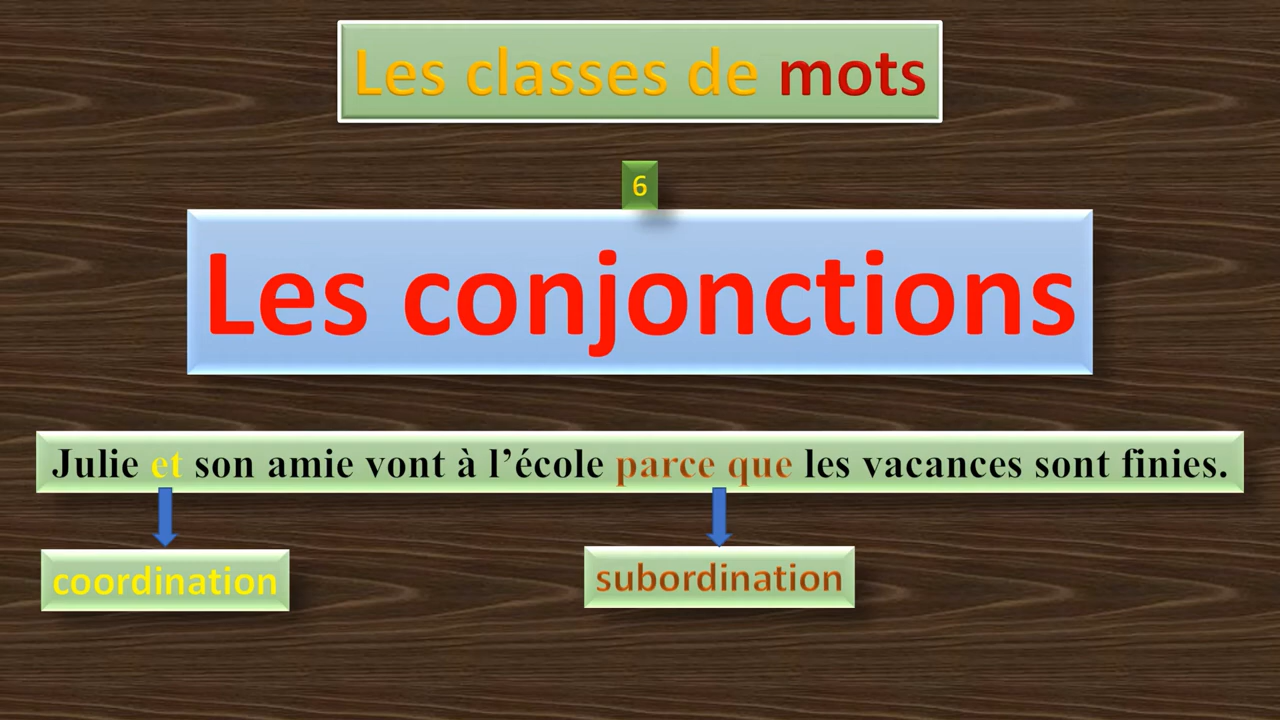 Les classes de mots
6
Les conjonctions
Julie et son amie vont à l’école parce que les vacances sont finies.
coordination
subordination